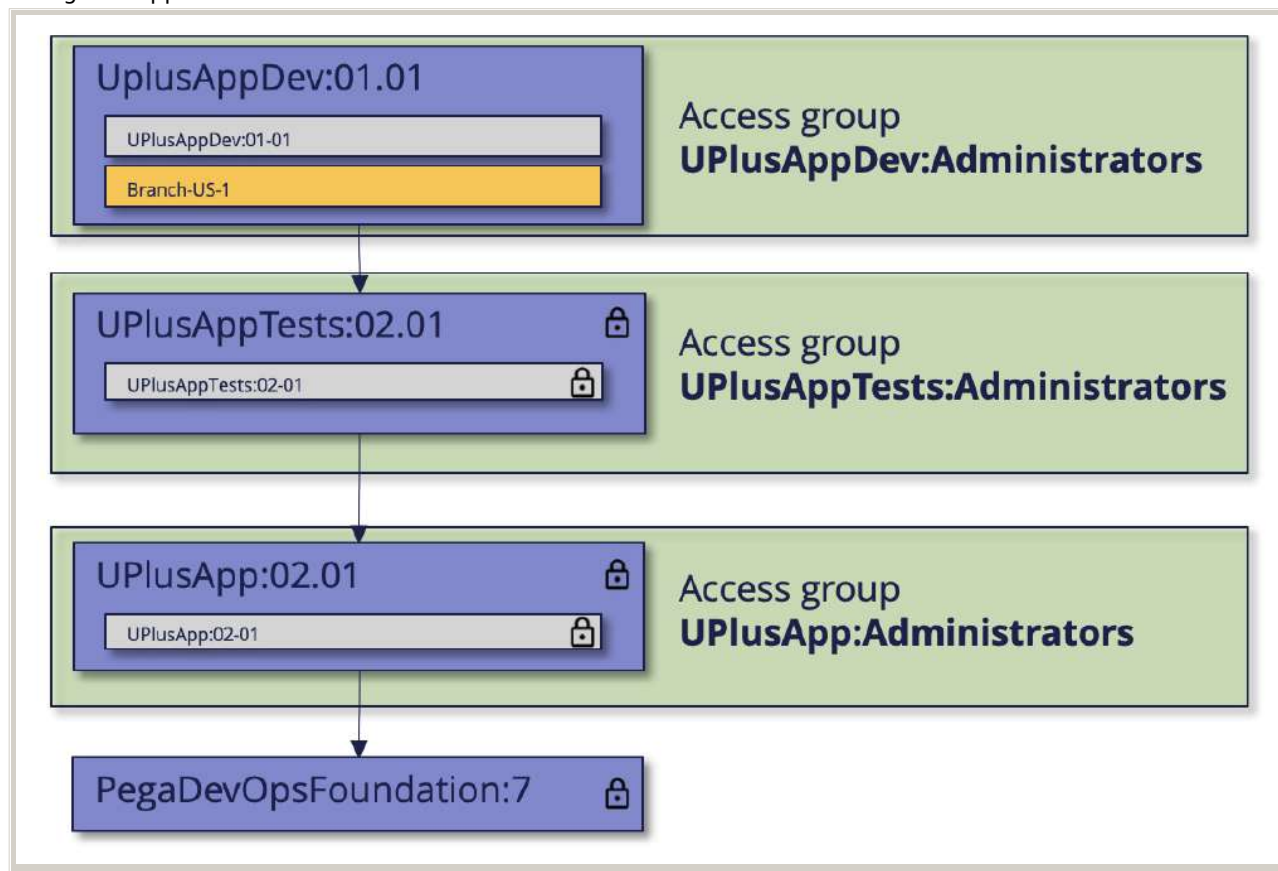 UplusAppDev:01.01
UPlusAppDev:01-01
Branch-US-1
Access group
UPlusAppDev:Administrators
UPlusAppTests:02.01
UPlusAppTests:02-01
Access group
UPlusAppTests:Administrators
UPlusApp:02.01
UPlusApp:02-01
Access group
UPlusApp:Administrators
PegaDevOpsFoundation:7